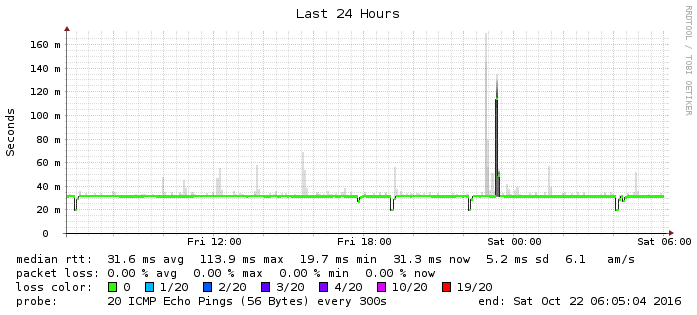 Last 24 Hours
RRDTOOL / TOBI OETIKER
Seconds
160 m
140 m
120 m
100 m
80 m
60 m
40 m
20 m
0
Fri 12:00 Fri 18:00 Sat 00:00 Sat 06:00
median rtt: 31.6 ms avg 113.9 ms max 19.7 ms min 31.3 ms now 5.2 ms sd 6.1 am/s
packet loss: 0.00 % avg 0.00 % max 0.00 % min 0.00 % now
loss color: 0 1/20 2/20 3/20 4/20 10/20 19/20
probe: 20 ICMP Echo Pings (56 Bytes) every 300s end: Sat Oct 22 06:05:04 2016